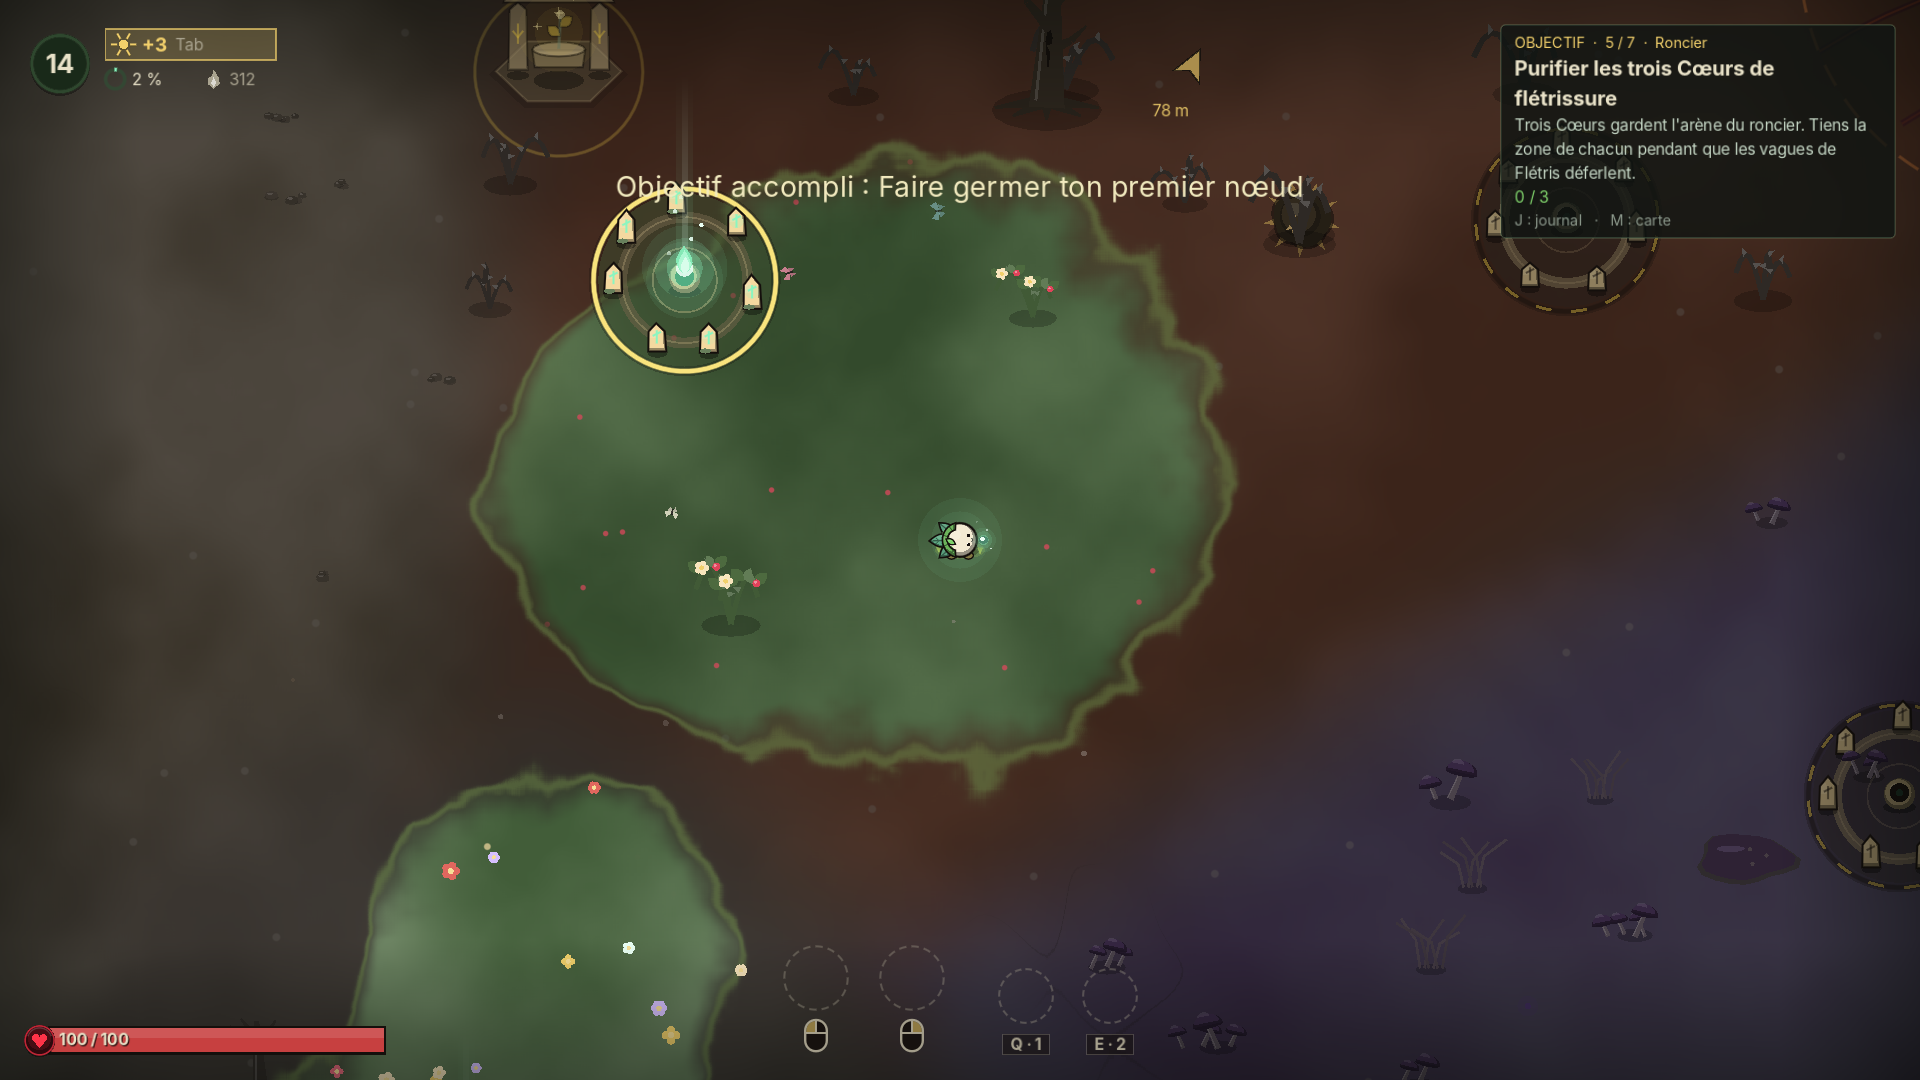 14
+3 Tab
2 %
312
78 m
OBJECTIF · 5 / 7 · Roncier
Purifier les trois Cœurs de
flétrissure
Trois Cœurs gardent l'arène du roncier. Tiens la
zone de chacun pendant que les vagues de
Flétris déferlent.
0 / 3
J : journal · M : carte
Objectif accompli : Faire germer ton premier nœud
100 / 100
Q · 1
E · 2